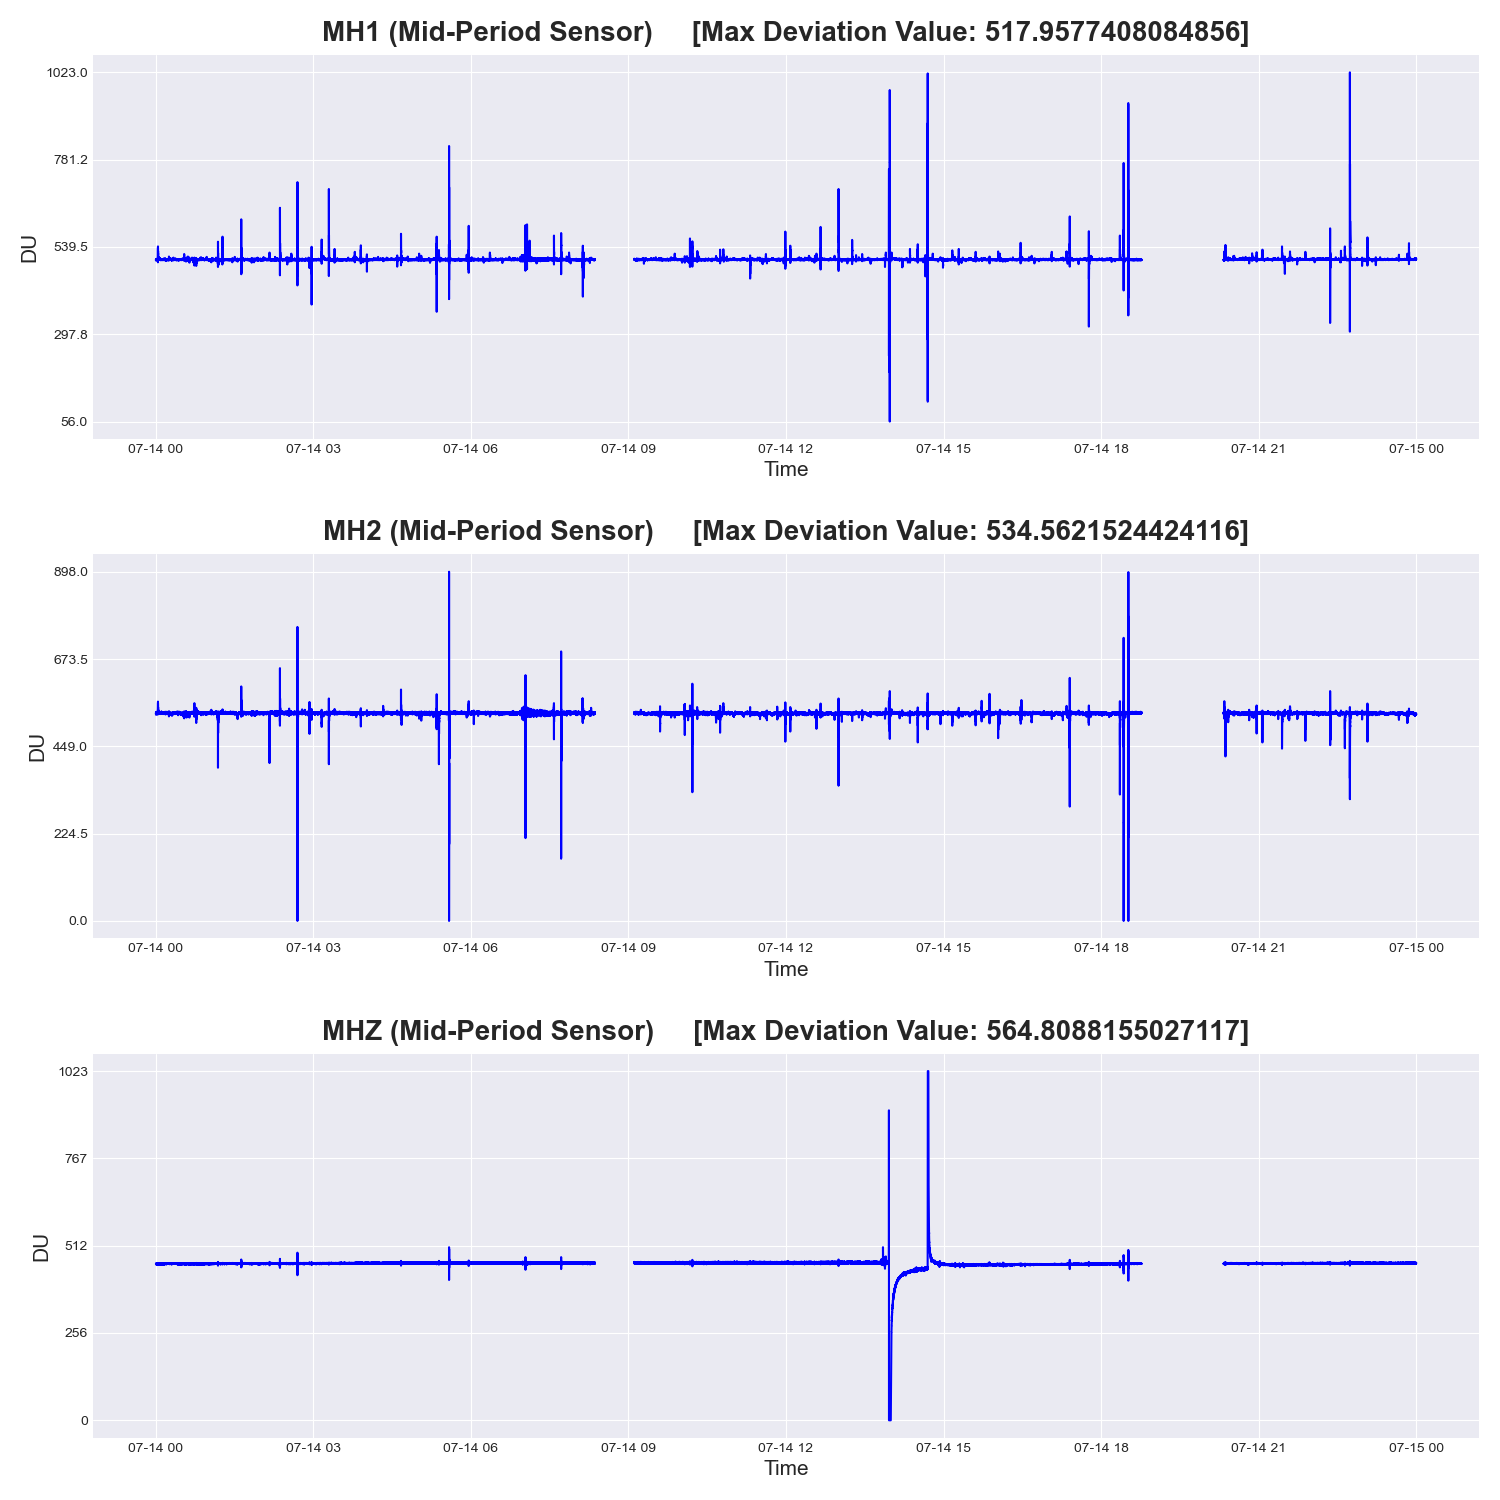 MH1 (Mid-Period Sensor) [Max Deviation Value: 517.9577408084856]
1023.0
781.2
539.5
297.8
56.0
DU
07-14 00 07-14 03 07-14 06 07-14 09 07-14 12 07-14 15 07-14 18 07-14 21 07-15 00
Time
MH2 (Mid-Period Sensor) [Max Deviation Value: 534.5621524424116]
898.0
673.5
449.0
224.5
0.0
DU
07-14 00 07-14 03 07-14 06 07-14 09 07-14 12 07-14 15 07-14 18 07-14 21 07-15 00
Time
MHZ (Mid-Period Sensor) [Max Deviation Value: 564.8088155027117]
1023
767
512
256
0
DU
07-14 00 07-14 03 07-14 06 07-14 09 07-14 12 07-14 15 07-14 18 07-14 21 07-15 00
Time